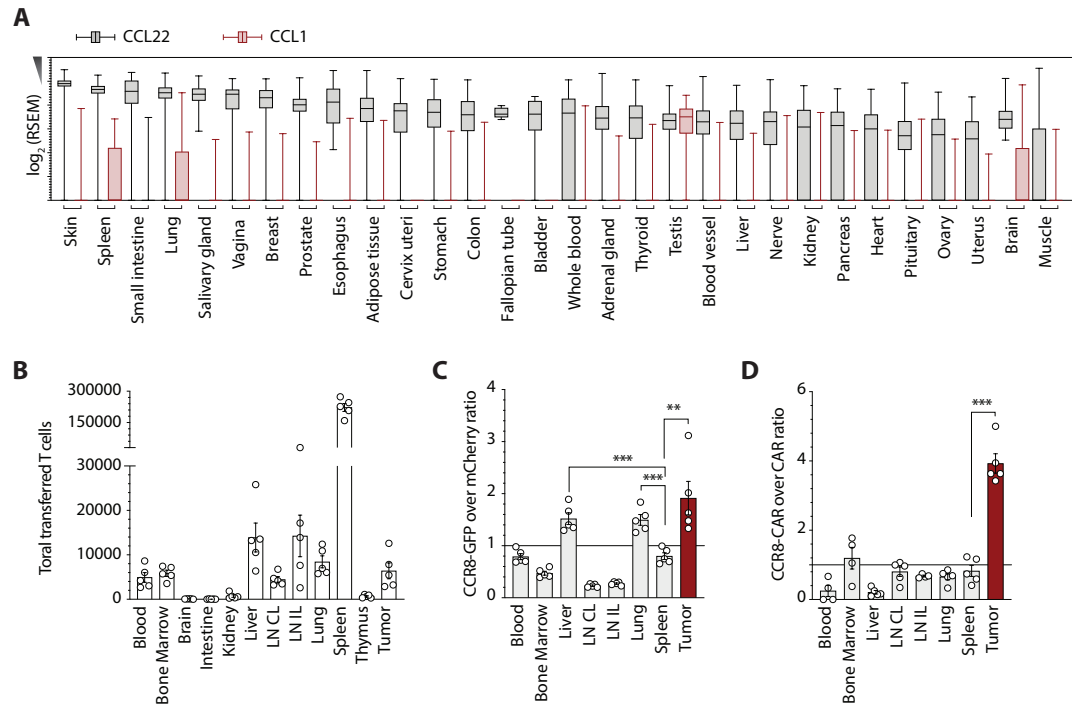 A
CCL22 CCL1
log2 (RSEM)
Skin
Spleen
Small intestine
Lung
Salivary gland
Vagina
Breast
Prostate
Esophagus
Adipose tissue
Cervix uteri
Stomach
Colon
Fallopian tube
Bladder
Whole blood
Adrenal gland
Thyroid
Testis
Blood vessel
Liver
Nerve
Kidney
Pancreas
Heart
Pituitary
Ovary
Uterus
Brain
Muscle
B
Toral transferred T cells
300000
150000
30000
20000
10000
0
Blood
Bone Marrow
Brain
Intestine
Kidney
Liver
LN CL
LN IL
Lung
Spleen
Thymus
Tumor
C
CCR8-GFP over mCherry ratio
4
3
2
1
0
***
***
**
Blood
Bone Marrow
Liver
LN CL
LN IL
Lung
Spleen
Tumor
D
CCR8-CAR over CAR ratio
6
4
2
0
***
Blood
Bone Marrow
Liver
LN CL
LN IL
Lung
Spleen
Tumor